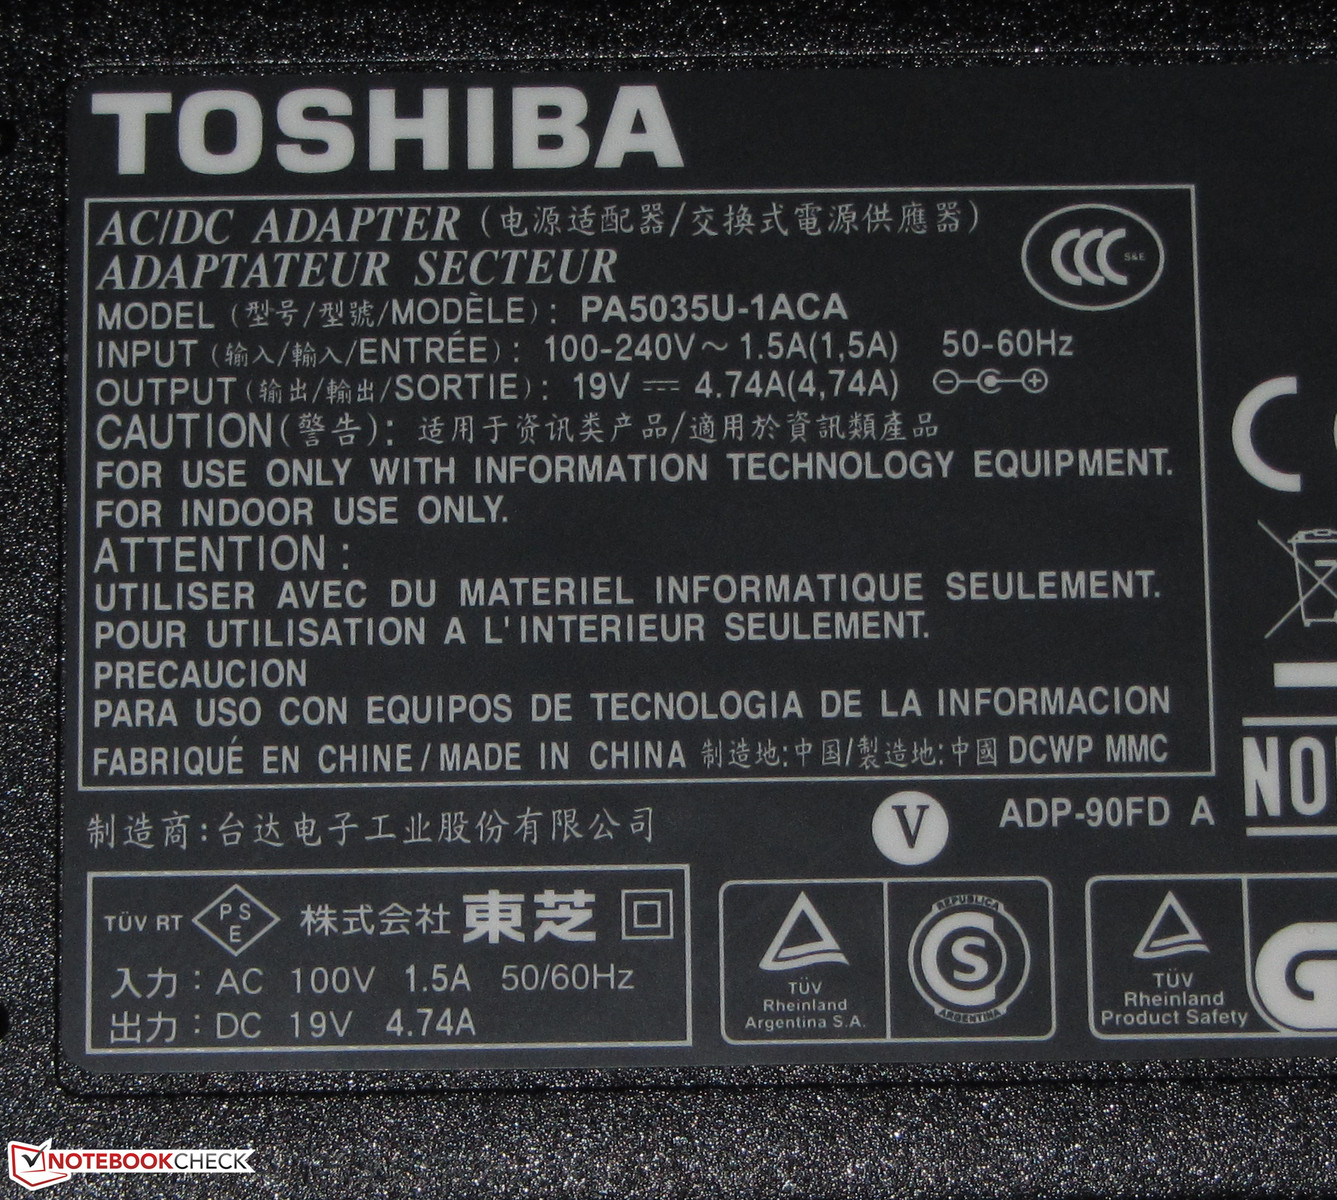 TOSHIBA
AC/DC ADAPTER (电源适配器/交換式電源供應器)
ADAPTATEUR SECTEUR
CCC S&E
MODEL (型号/型號/MODÈLE): PA5035U-1ACA
INPUT (输入/輸入/ENTRÉE): 100-240V~ 1.5A(1,5A) 50-60Hz
OUTPUT (输出/輸出/SORTIE): 19V ⎓ 4.74A(4,74A)
CAUTION(警告): 适用于资讯类产品/適用於資訊類產品
FOR USE ONLY WITH INFORMATION TECHNOLOGY EQUIPMENT.
FOR INDOOR USE ONLY.
ATTENTION :
UTILISER AVEC DU MATERIEL INFORMATIQUE SEULEMENT.
POUR UTILISATION A L'INTERIEUR SEULEMENT.
PRECAUCION
PARA USO CON EQUIPOS DE TECNOLOGIA DE LA INFORMACION
FABRIQUÉ EN CHINE/MADE IN CHINA 制造地:中国/製造地:中國 DCWP MMC
CE
NO
制造商:台达电子工业股份有限公司
V
ADP-90FD A
TÜV RT PSE 株式会社 東芝
入力：AC 100V 1.5A 50/60Hz
出力：DC 19V 4.74A
TÜV
Rheinland
Argentina S.A.
REPUBLICA
S
ARGENTINA
TÜV
Rheinland
Product Safety
NOTEBOOKCHECK